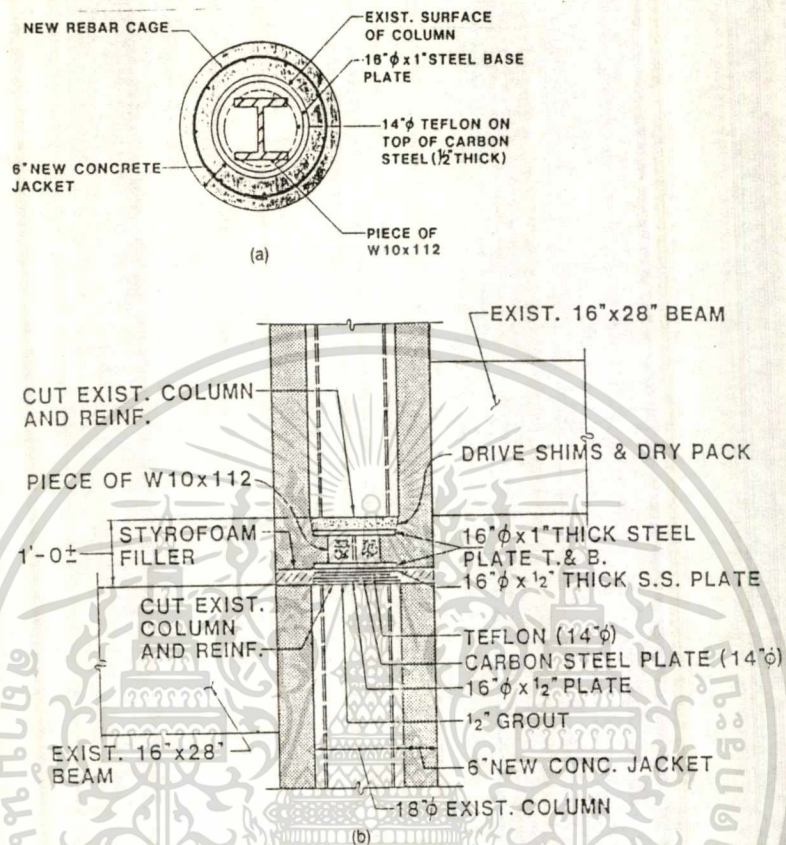 NEW REBAR CAGE
EXIST. SURFACE
OF COLUMN
16"φ x 1" STEEL BASE
PLATE
14"φ TEFLON ON
TOP OF CARBON
STEEL (1/2" THICK)
6" NEW CONCRETE
JACKET
PIECE OF
W10x112
(a)
EXIST. 16"x28" BEAM
CUT EXIST. COLUMN
AND REINF.
DRIVE SHIMS & DRY PACK
PIECE OF W10x112
STYROFOAM
FILLER
1'-0±
16"φ x 1" THICK STEEL
PLATE T.& B.
16"φ x 1/2" THICK S.S. PLATE
CUT EXIST.
COLUMN
AND REINF.
TEFLON (14"φ)
CARBON STEEL PLATE (14"φ)
16"φ x 1/2" PLATE
1/2" GROUT
EXIST. 16"x28"
BEAM
6" NEW CONC. JACKET
18"φ EXIST. COLUMN
(b)